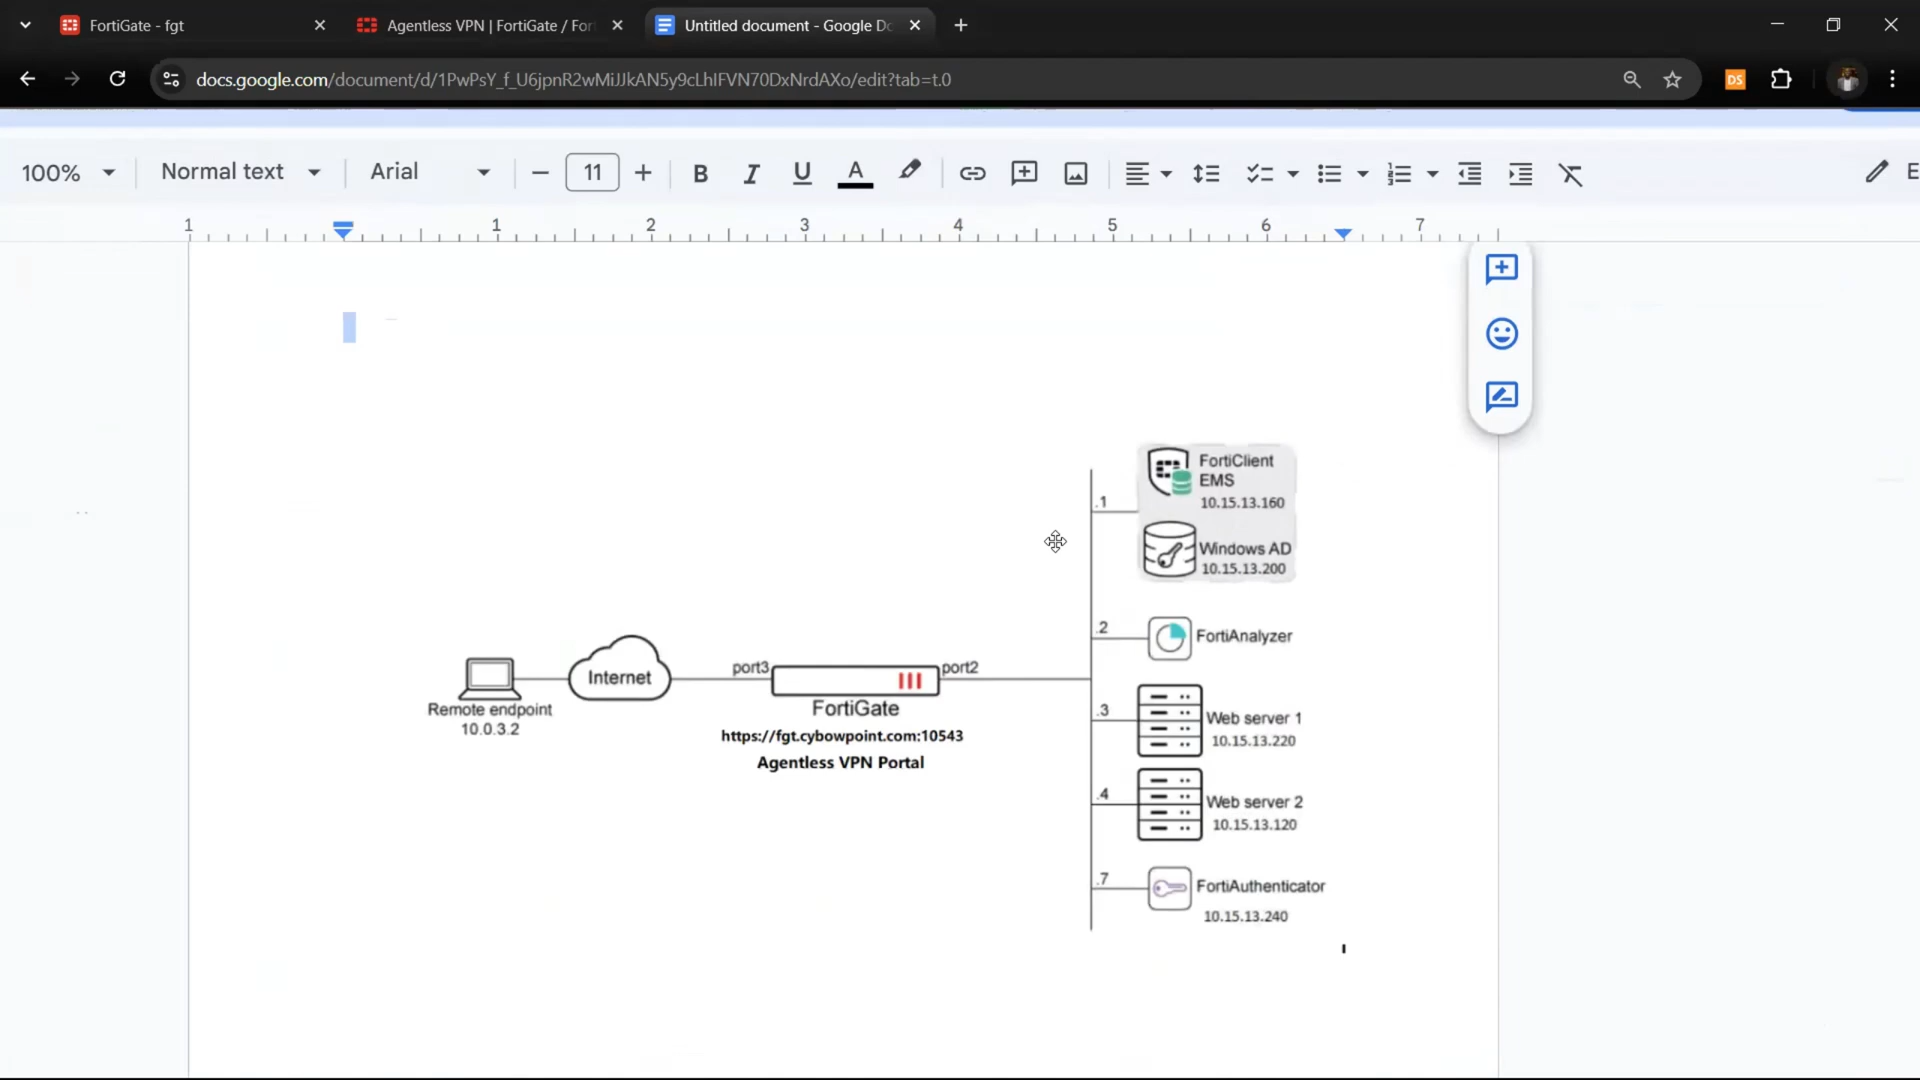 FortiGate - fgt
Agentless VPN | FortiGate / For
Untitled document - Google Do
docs.google.com/document/d/1PwPsY_f_U6jpnR2wMiJJkAN5y9cLhIFVN70DxNrdAXo/edit?tab=t.0
DS
100% Normal text Arial 11 B I U A E
1 1 2 3 4 5 6 7
FortiClient
EMS
.1 10.15.13.160
Windows AD
10.15.13.200
.2 FortiAnalyzer
Internet port3 port2
Remote endpoint
10.0.3.2
FortiGate
https://fgt.cybowpoint.com:10543
Agentless VPN Portal
.3 Web server 1
10.15.13.220
.4 Web server 2
10.15.13.120
.7 FortiAuthenticator
10.15.13.240